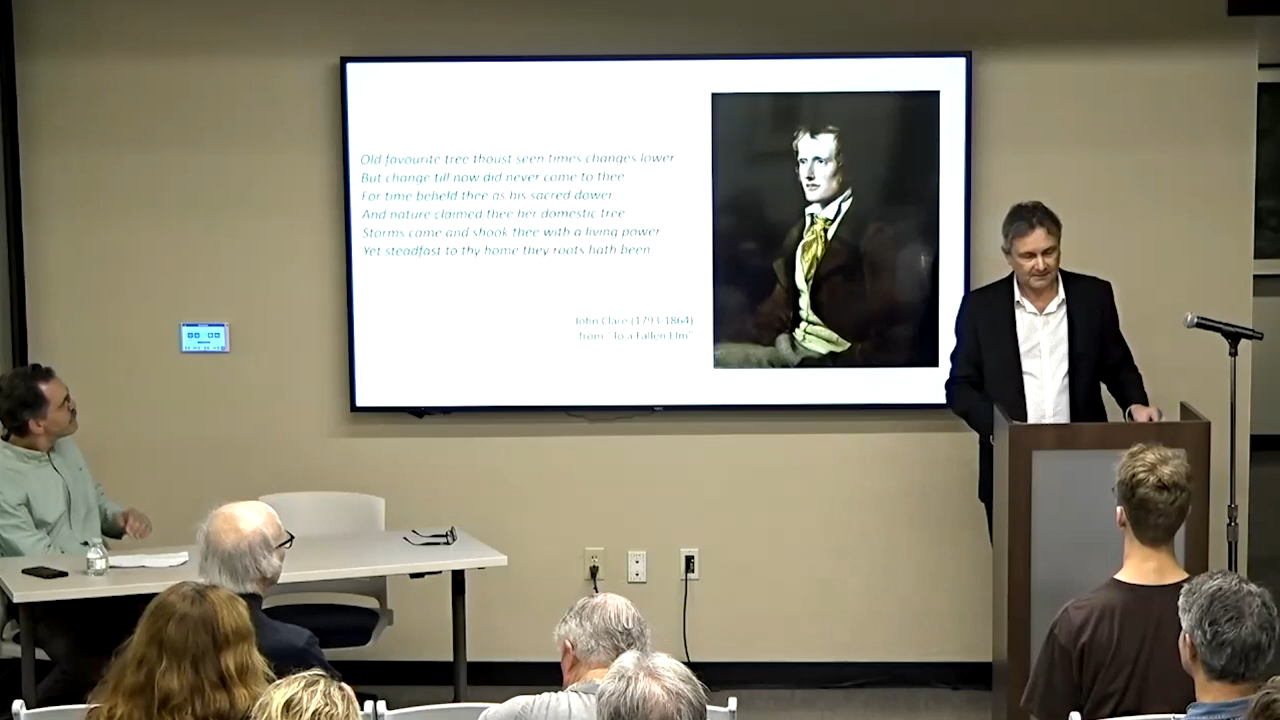 Old favourite tree thoust seen times changes lower
But change till now did never come to thee
For time beheld thee as his sacred dower
And nature claimed thee her domestic tree
Storms came and shook thee with a living power
Yet steadfast to thy home they roots hath been
John Clare (1793-1864)
from "To a Fallen Elm"